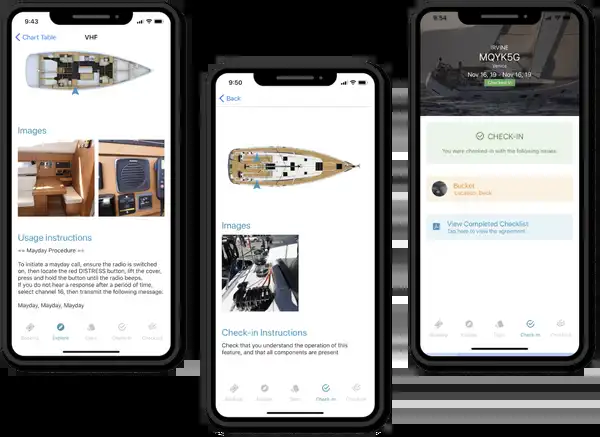 9:43
Chart Table
VHF
Images
Usage instructions
== Mayday Procedure ==
To initiate a mayday call, ensure the radio is switched
on, then locate the red DISTRESS button, lift the cover,
press and hold the button until the radio beeps.
If you do not hear a response after a period of time,
select channel 16, then transmit the following message:
Mayday, Mayday, Mayday
Booking
Explore
Check-in
Checkout
9:50
Back
Images
Check-in Instructions
Check that you understand the operation of this
feature, and that all components are present
Booking
Explore
Check-in
Checkout
9:54
IRVINE
MQYK5G
Venice
Nov 16, 19 - Nov 16, 19
Checked In
CHECK-IN
You were checked-in with the following issues:
Bucket
Location: Deck
View Completed Checklist
Tap here to view the agreement
Booking
Explore
Check-in
Checkout